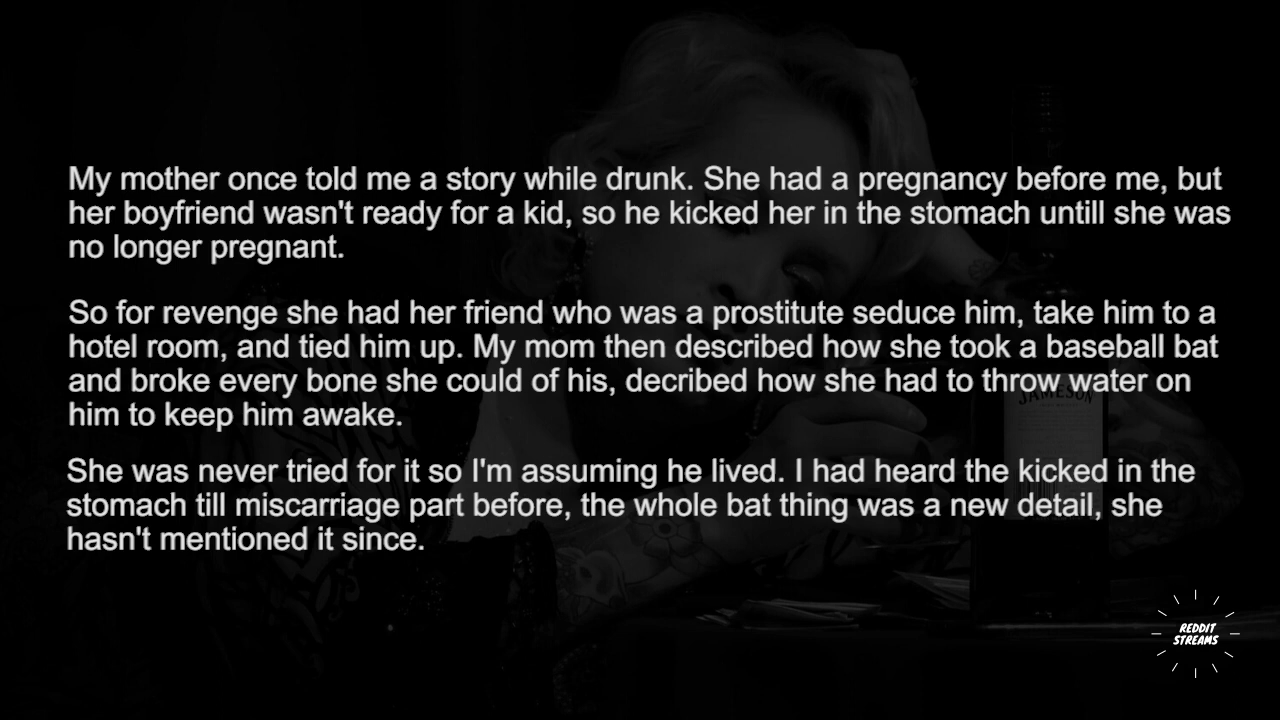 My mother once told me a story while drunk. She had a pregnancy before me, but
her boyfriend wasn't ready for a kid, so he kicked her in the stomach untill she was
no longer pregnant.
So for revenge she had her friend who was a prostitute seduce him, take him to a
hotel room, and tied him up. My mom then described how she took a baseball bat
and broke every bone she could of his, decribed how she had to throw water on
him to keep him awake.
JAMESON
She was never tried for it so I'm assuming he lived. I had heard the kicked in the
stomach till miscarriage part before, the whole bat thing was a new detail, she
hasn't mentioned it since.
REDDIT
STREAMS